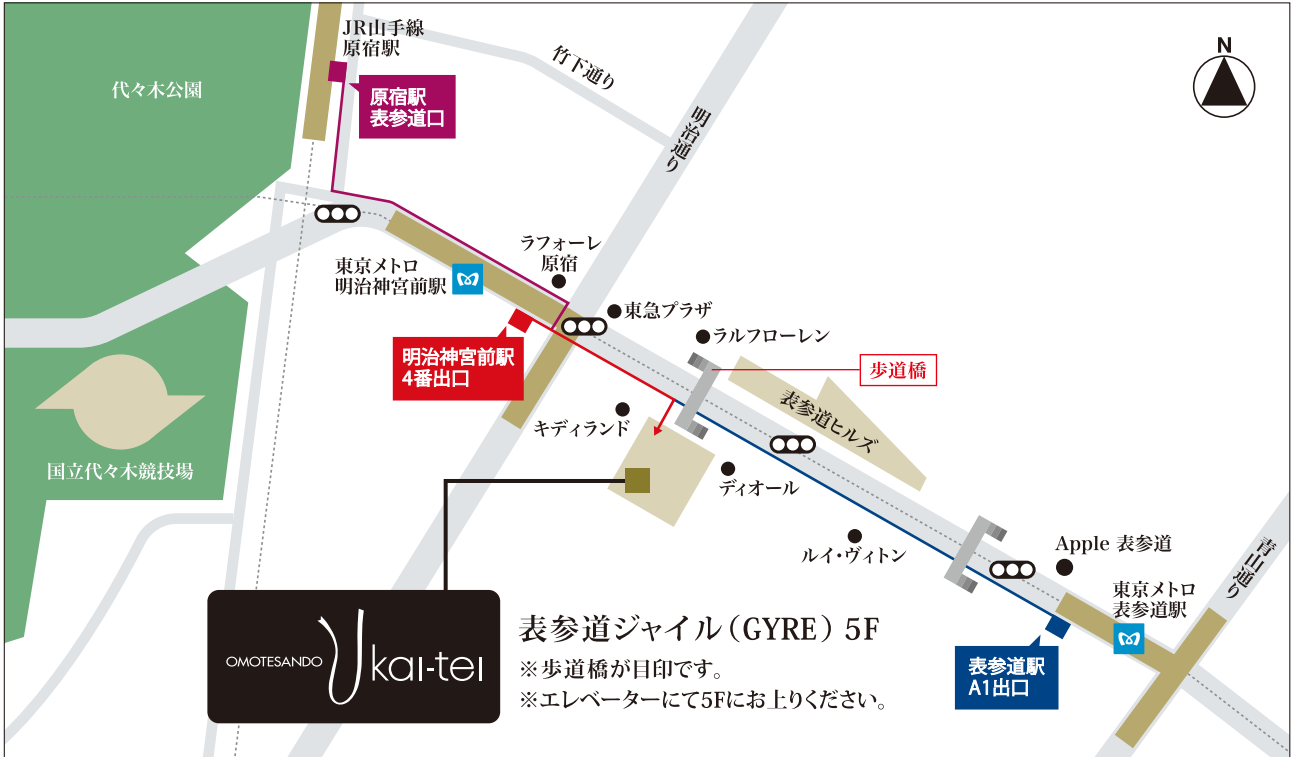 JR山手線
原宿駅
竹下通り
N
代々木公園
原宿駅
表参道口
明治通り
ラフォーレ
原宿
東京メトロ
明治神宮前駅
東急プラザ
ラルフローレン
明治神宮前駅
4番出口
歩道橋
表参道ヒルズ
キディランド
国立代々木競技場
ディオール
ルイ・ヴィトン
Apple 表参道
青山通り
東京メトロ
表参道駅
表参道駅
A1出口
OMOTESANDO Ukai-tei
表参道ジャイル(GYRE) 5F
※歩道橋が目印です。
※エレベーターにて5Fにお上りください。